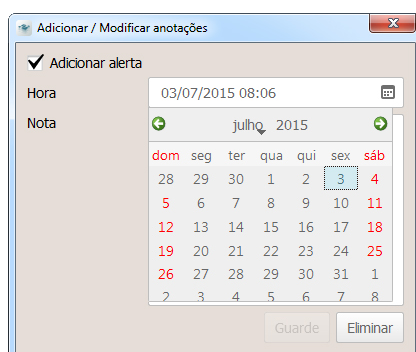 Adicionar / Modificar anotações
Adicionar alerta
Hora 03/07/2015 08:06
Nota
julho 2015
dom seg ter qua qui sex sáb
28 29 30 1 2 3 4
5 6 7 8 9 10 11
12 13 14 15 16 17 18
19 20 21 22 23 24 25
26 27 28 29 30 31 1
2 3 4 5 6 7 8
Guarde Eliminar